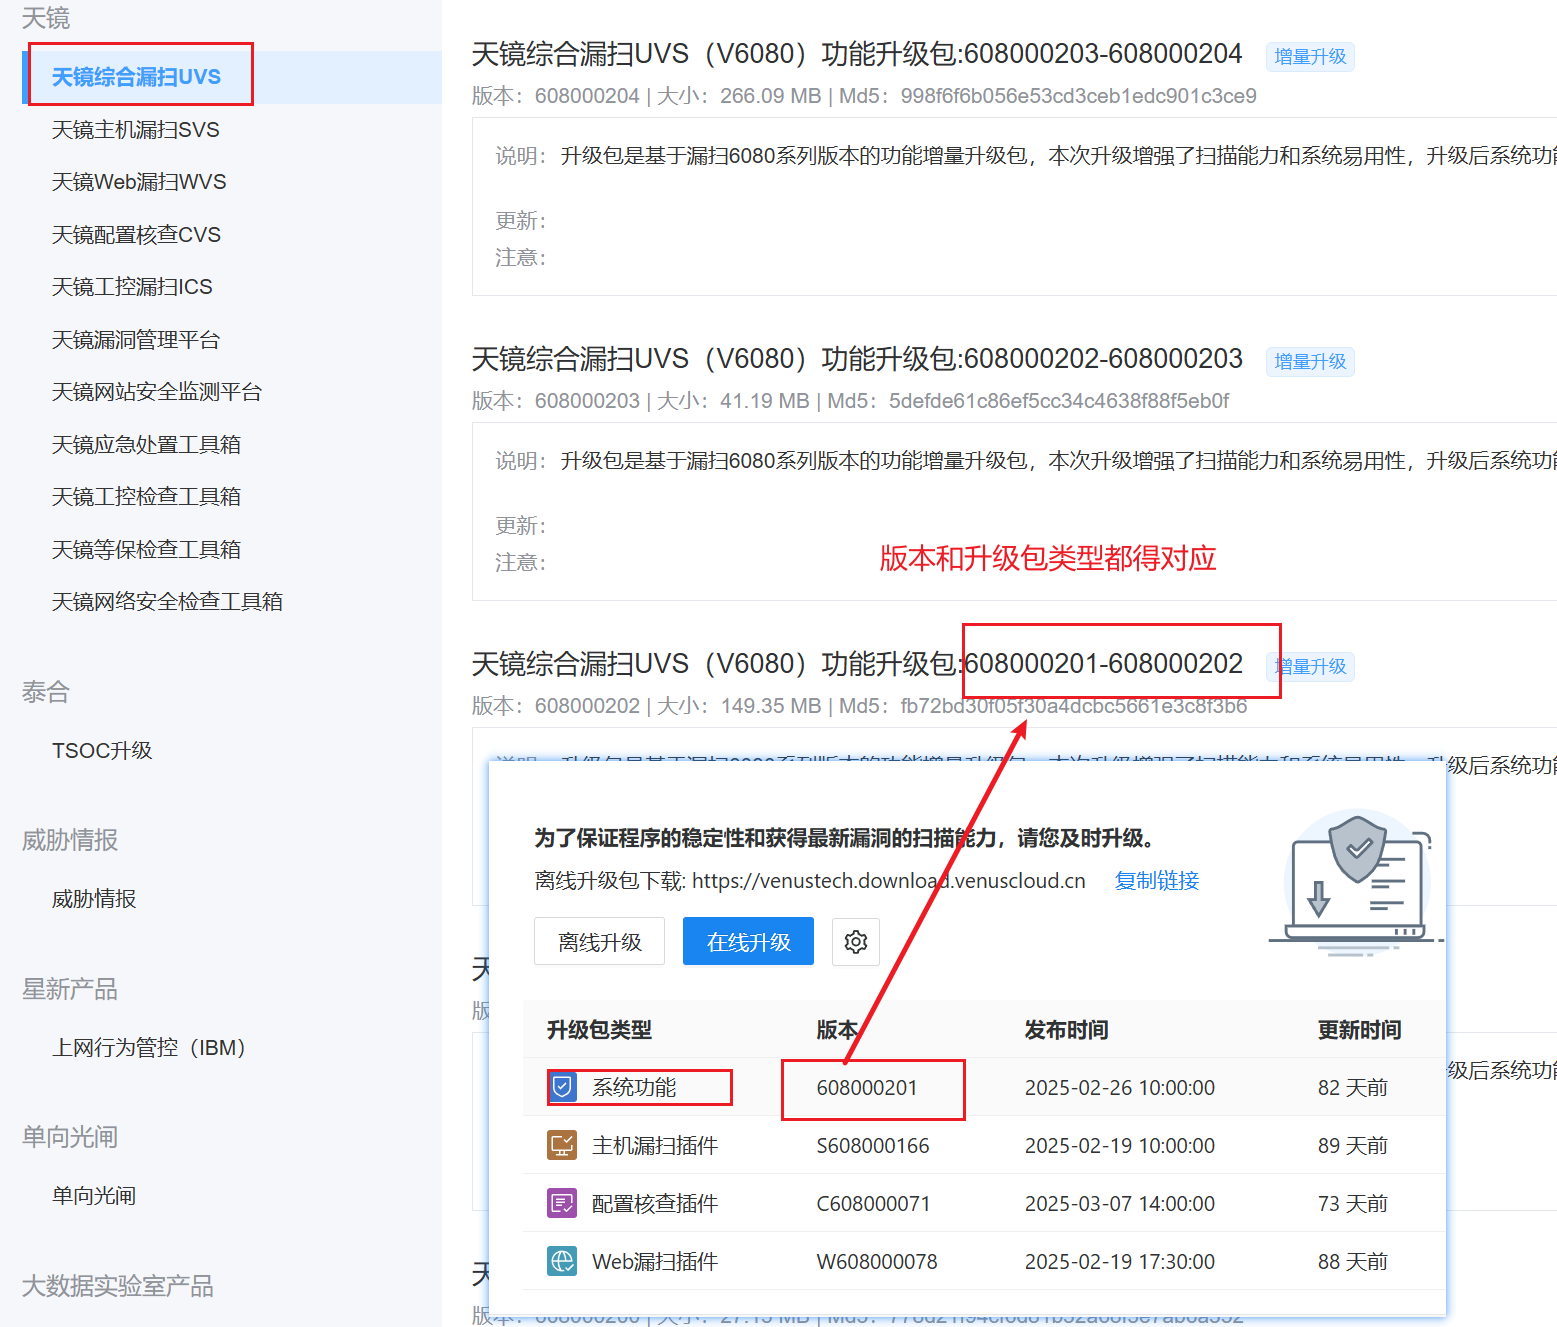 天镜
天镜综合漏扫UVS
天镜主机漏扫SVS
天镜Web漏扫WVS
天镜配置核查CVS
天镜工控漏扫ICS
天镜漏洞管理平台
天镜网站安全监测平台
天镜应急处置工具箱
天镜工控检查工具箱
天镜等保检查工具箱
天镜网络安全检查工具箱
泰合
TSOC升级
威胁情报
威胁情报
星新产品
上网行为管控（IBM）
单向光闸
单向光闸
大数据实验室产品
天镜综合漏扫UVS（V6080）功能升级包:608000203-608000204 增量升级
版本：608000204 | 大小：266.09 MB | Md5：998f6f6b056e53cd3ceb1edc901c3ce9
说明：升级包是基于漏扫6080系列版本的功能增量升级包，本次升级增强了扫描能力和系统易用性，升级后系统功
更新：
注意：
天镜综合漏扫UVS（V6080）功能升级包:608000202-608000203 增量升级
版本：608000203 | 大小：41.19 MB | Md5：5defde61c86ef5cc34c4638f88f5eb0f
说明：升级包是基于漏扫6080系列版本的功能增量升级包，本次升级增强了扫描能力和系统易用性，升级后系统功
更新：
注意：
版本和升级包类型都得对应
天镜综合漏扫UVS（V6080）功能升级包:608000201-608000202 增量升级
版本：608000202 | 大小：149.35 MB | Md5：fb72bd30f05f30a4dcbc5661e3c8f3b6
级后系统功
为了保证程序的稳定性和获得最新漏洞的扫描能力，请您及时升级。
离线升级包下载: https://venustech.download.venuscloud.cn 复制链接
离线升级 在线升级
升级包类型 版本 发布时间 更新时间
系统功能 608000201 2025-02-26 10:00:00 82 天前
主机漏扫插件 S608000166 2025-02-19 10:00:00 89 天前
配置核查插件 C608000071 2025-03-07 14:00:00 73 天前
Web漏扫插件 W608000078 2025-02-19 17:30:00 88 天前
天
版
级后系统功
天